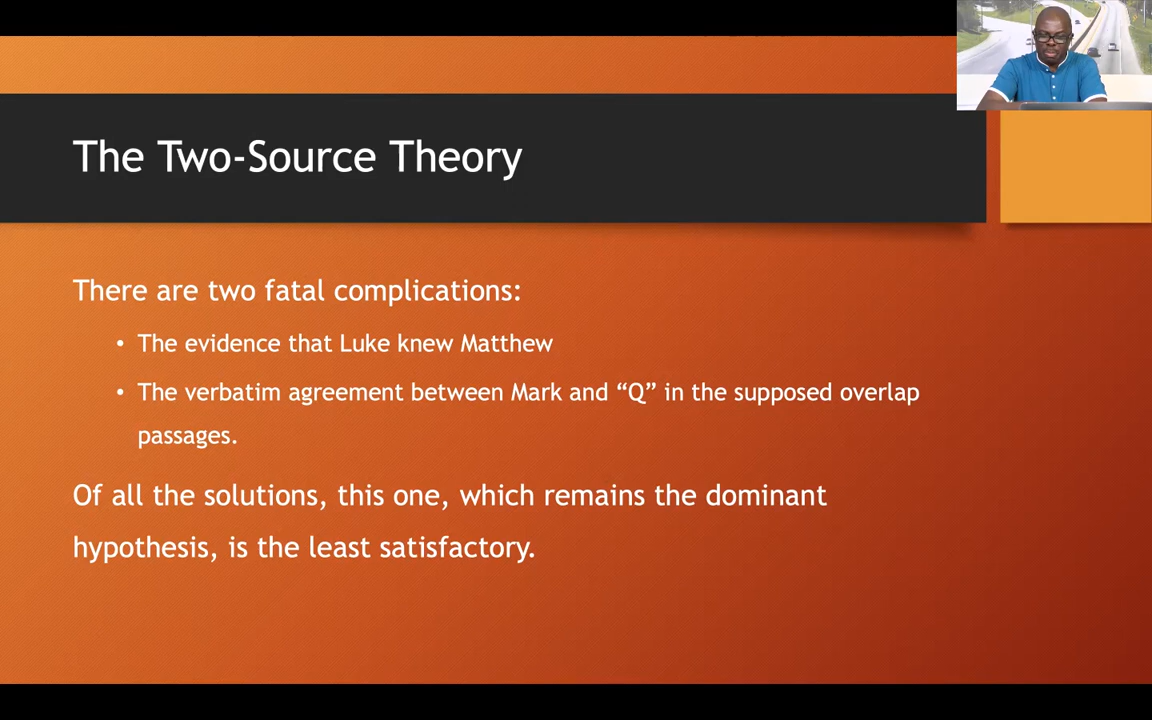 The Two-Source Theory
There are two fatal complications:
• The evidence that Luke knew Matthew
• The verbatim agreement between Mark and “Q” in the supposed overlap
passages.
Of all the solutions, this one, which remains the dominant
hypothesis, is the least satisfactory.